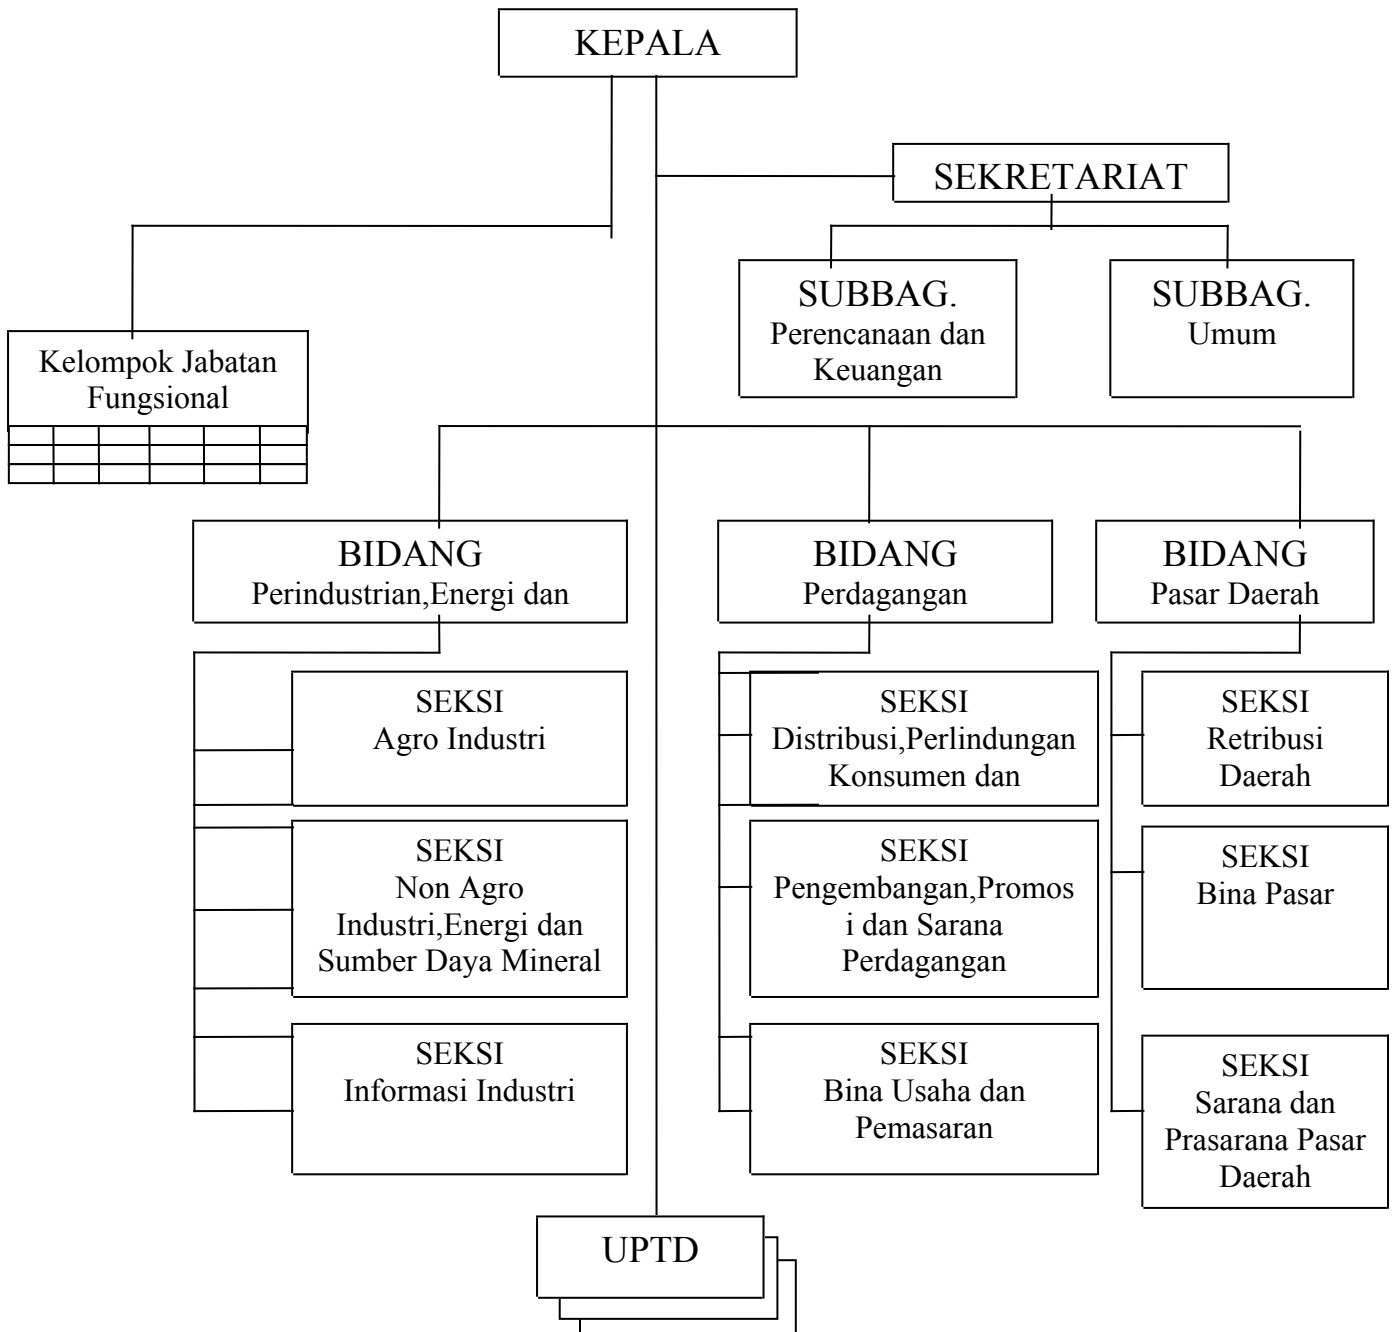 KEPALA
SEKRETARIAT
SUBBAG.
Perencanaan dan
Keuangan
SUBBAG.
Umum
Kelompok Jabatan
Fungsional
BIDANG
Perindustrian,Energi dan
BIDANG
Perdagangan
BIDANG
Pasar Daerah
SEKSI
Agro Industri
SEKSI
Non Agro
Industri,Energi dan
Sumber Daya Mineral
SEKSI
Informasi Industri
SEKSI
Distribusi,Perlindungan
Konsumen dan
SEKSI
Pengembangan,Promos
i dan Sarana
Perdagangan
SEKSI
Bina Usaha dan
Pemasaran
SEKSI
Retribusi
Daerah
SEKSI
Bina Pasar
SEKSI
Sarana dan
Prasarana Pasar
Daerah
UPTD